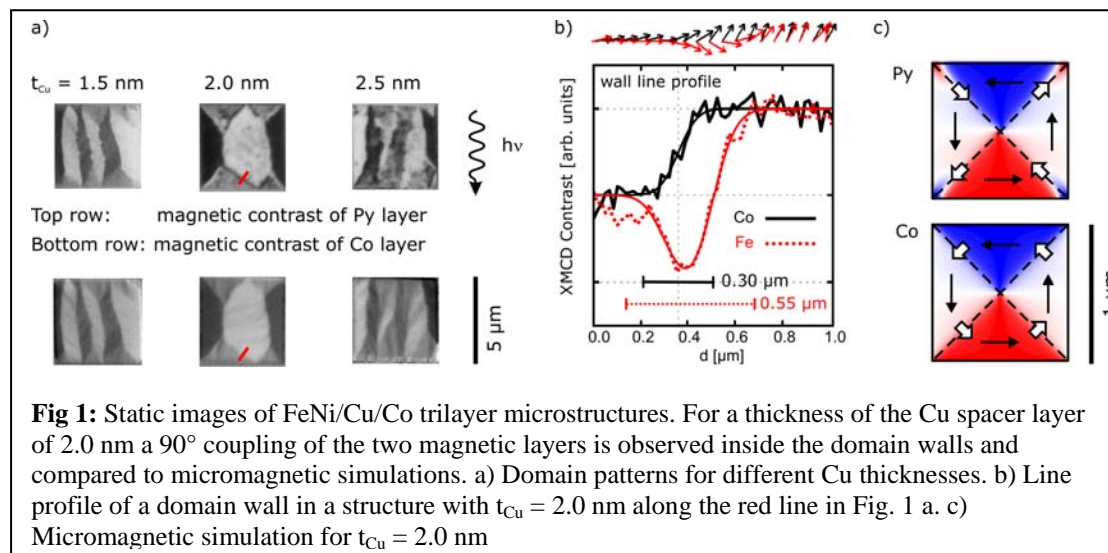 a)
t_Cu = 1.5 nm 2.0 nm 2.5 nm
hν
Top row: magnetic contrast of Py layer
Bottom row: magnetic contrast of Co layer
5 µm
b)
wall line profile
XMCD Contrast [arb. units]
Co
Fe
0.30 µm
0.55 µm
0.0 0.2 0.4 0.6 0.8 1.0
d [µm]
c)
Py
Co
1 µm
Fig 1: Static images of FeNi/Cu/Co trilayer microstructures. For a thickness of the Cu spacer layer
of 2.0 nm a 90° coupling of the two magnetic layers is observed inside the domain walls and
compared to micromagnetic simulations. a) Domain patterns for different Cu thicknesses. b) Line
profile of a domain wall in a structure with t_Cu = 2.0 nm along the red line in Fig. 1 a. c)
Micromagnetic simulation for t_Cu = 2.0 nm